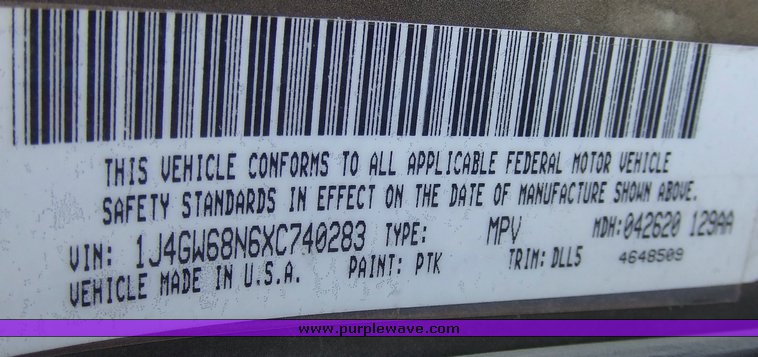 THIS VEHICLE CONFORMS TO ALL APPLICABLE FEDERAL MOTOR VEHICLE
SAFETY STANDARDS IN EFFECT ON THE DATE OF MANUFACTURE SHOWN ABOVE.
VIN: 1J4GW68N6XC740283 TYPE: MPV MDH:042620 129AA
VEHICLE MADE IN U.S.A. PAINT: PTK TRIM: DLL5 4648509
www.purplewave.com